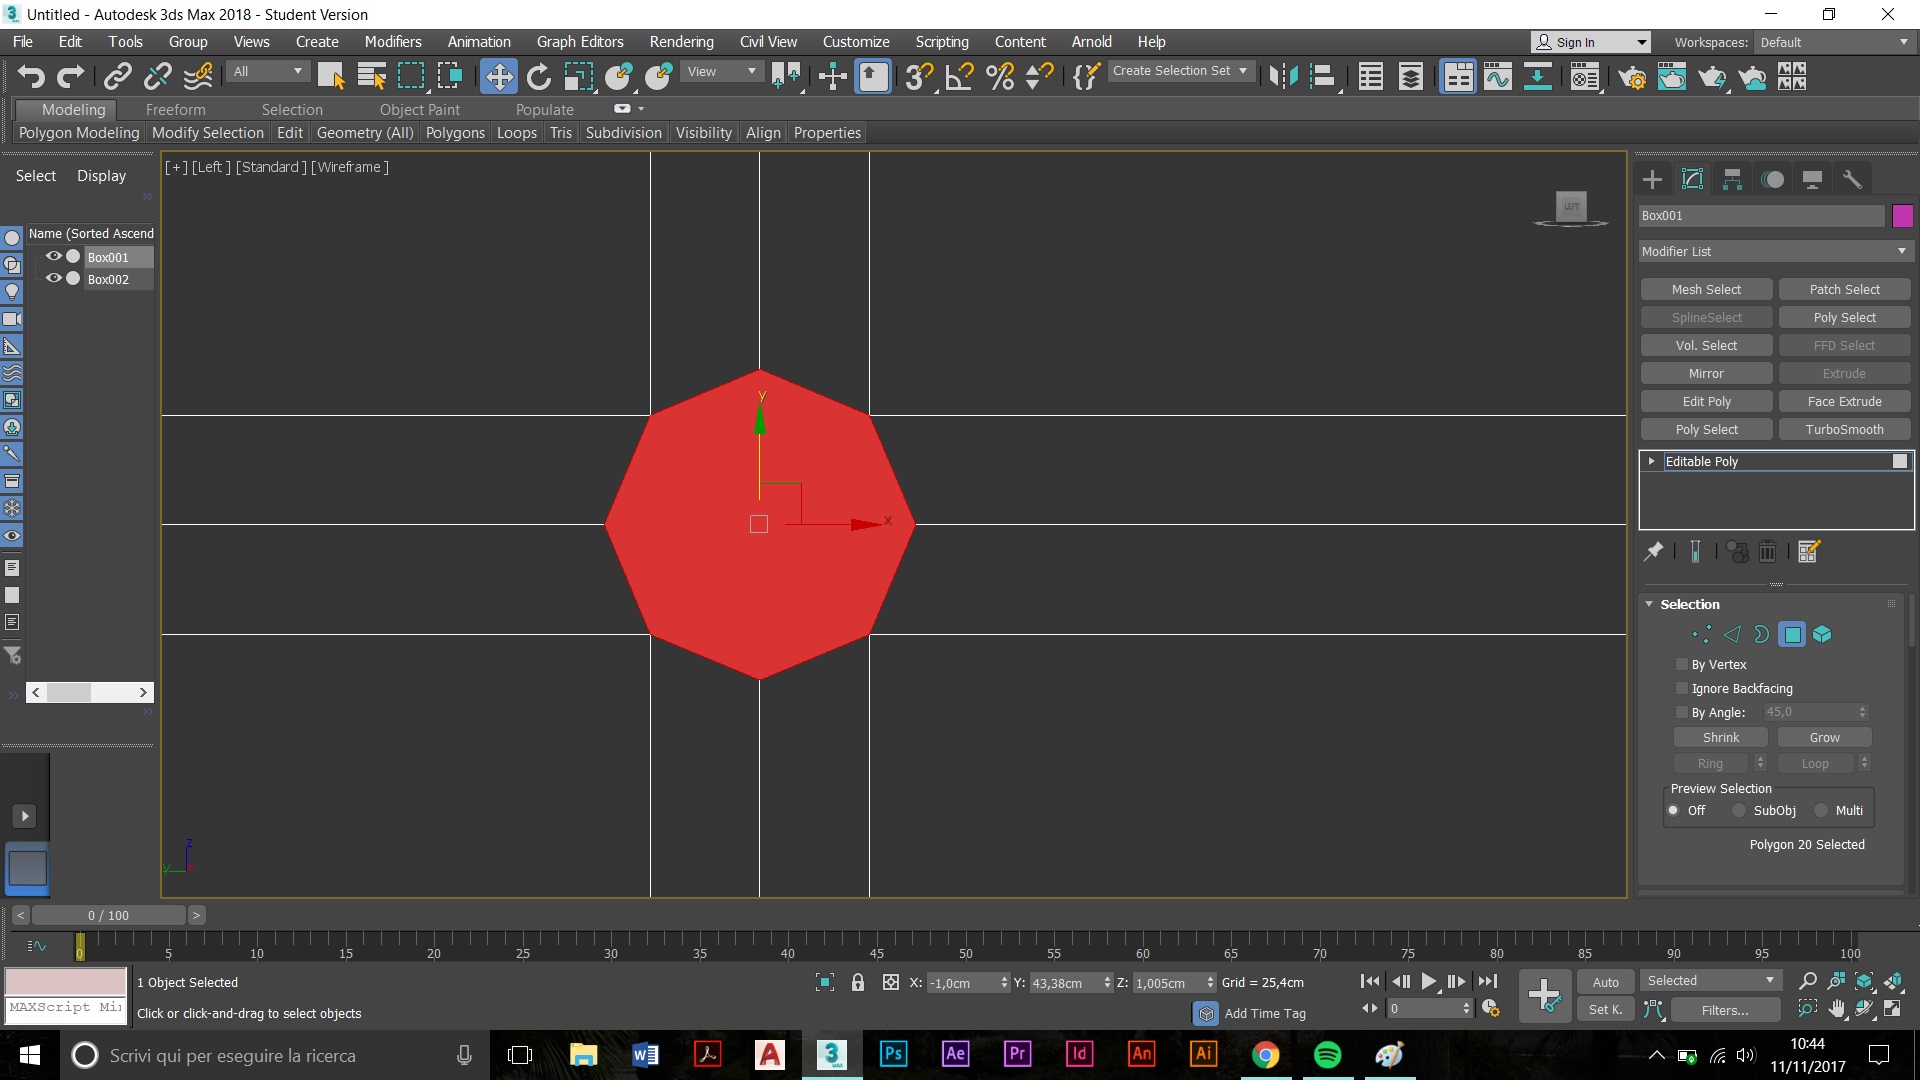 Untitled - Autodesk 3ds Max 2018 - Student Version
File Edit Tools Group Views Create Modifiers Animation Graph Editors Rendering Civil View Customize Scripting Content Arnold Help
Sign In Workspaces: Default
All View Create Selection Set
Modeling Freeform Selection Object Paint Populate
Polygon Modeling Modify Selection Edit Geometry (All) Polygons Loops Tris Subdivision Visibility Align Properties
Select Display
[+] [Left ] [Standard ] [Wireframe ]
LEFT
Name (Sorted Ascend
Box001
Box002
y
x
z
y
Box001
Modifier List
Mesh Select Patch Select
SplineSelect Poly Select
Vol. Select FFD Select
Mirror Extrude
Edit Poly Face Extrude
Poly Select TurboSmooth
Editable Poly
Selection
By Vertex
Ignore Backfacing
By Angle: 45,0
Shrink Grow
Ring Loop
Preview Selection
Off SubObj Multi
Polygon 20 Selected
< 0 / 100 >
0 5 10 15 20 25 30 35 40 45 50 55 60 65 70 75 80 85 90 95 100
1 Object Selected X: -1,0cm Y: 43,38cm Z: 1,005cm Grid = 25,4cm Auto Selected
MAXScript Mi
Click or click-and-drag to select objects Add Time Tag 0 Set K. Filters...
Scrivi qui per eseguire la ricerca
3 MAX Ps Ae Pr Id An Ai
10:44
11/11/2017